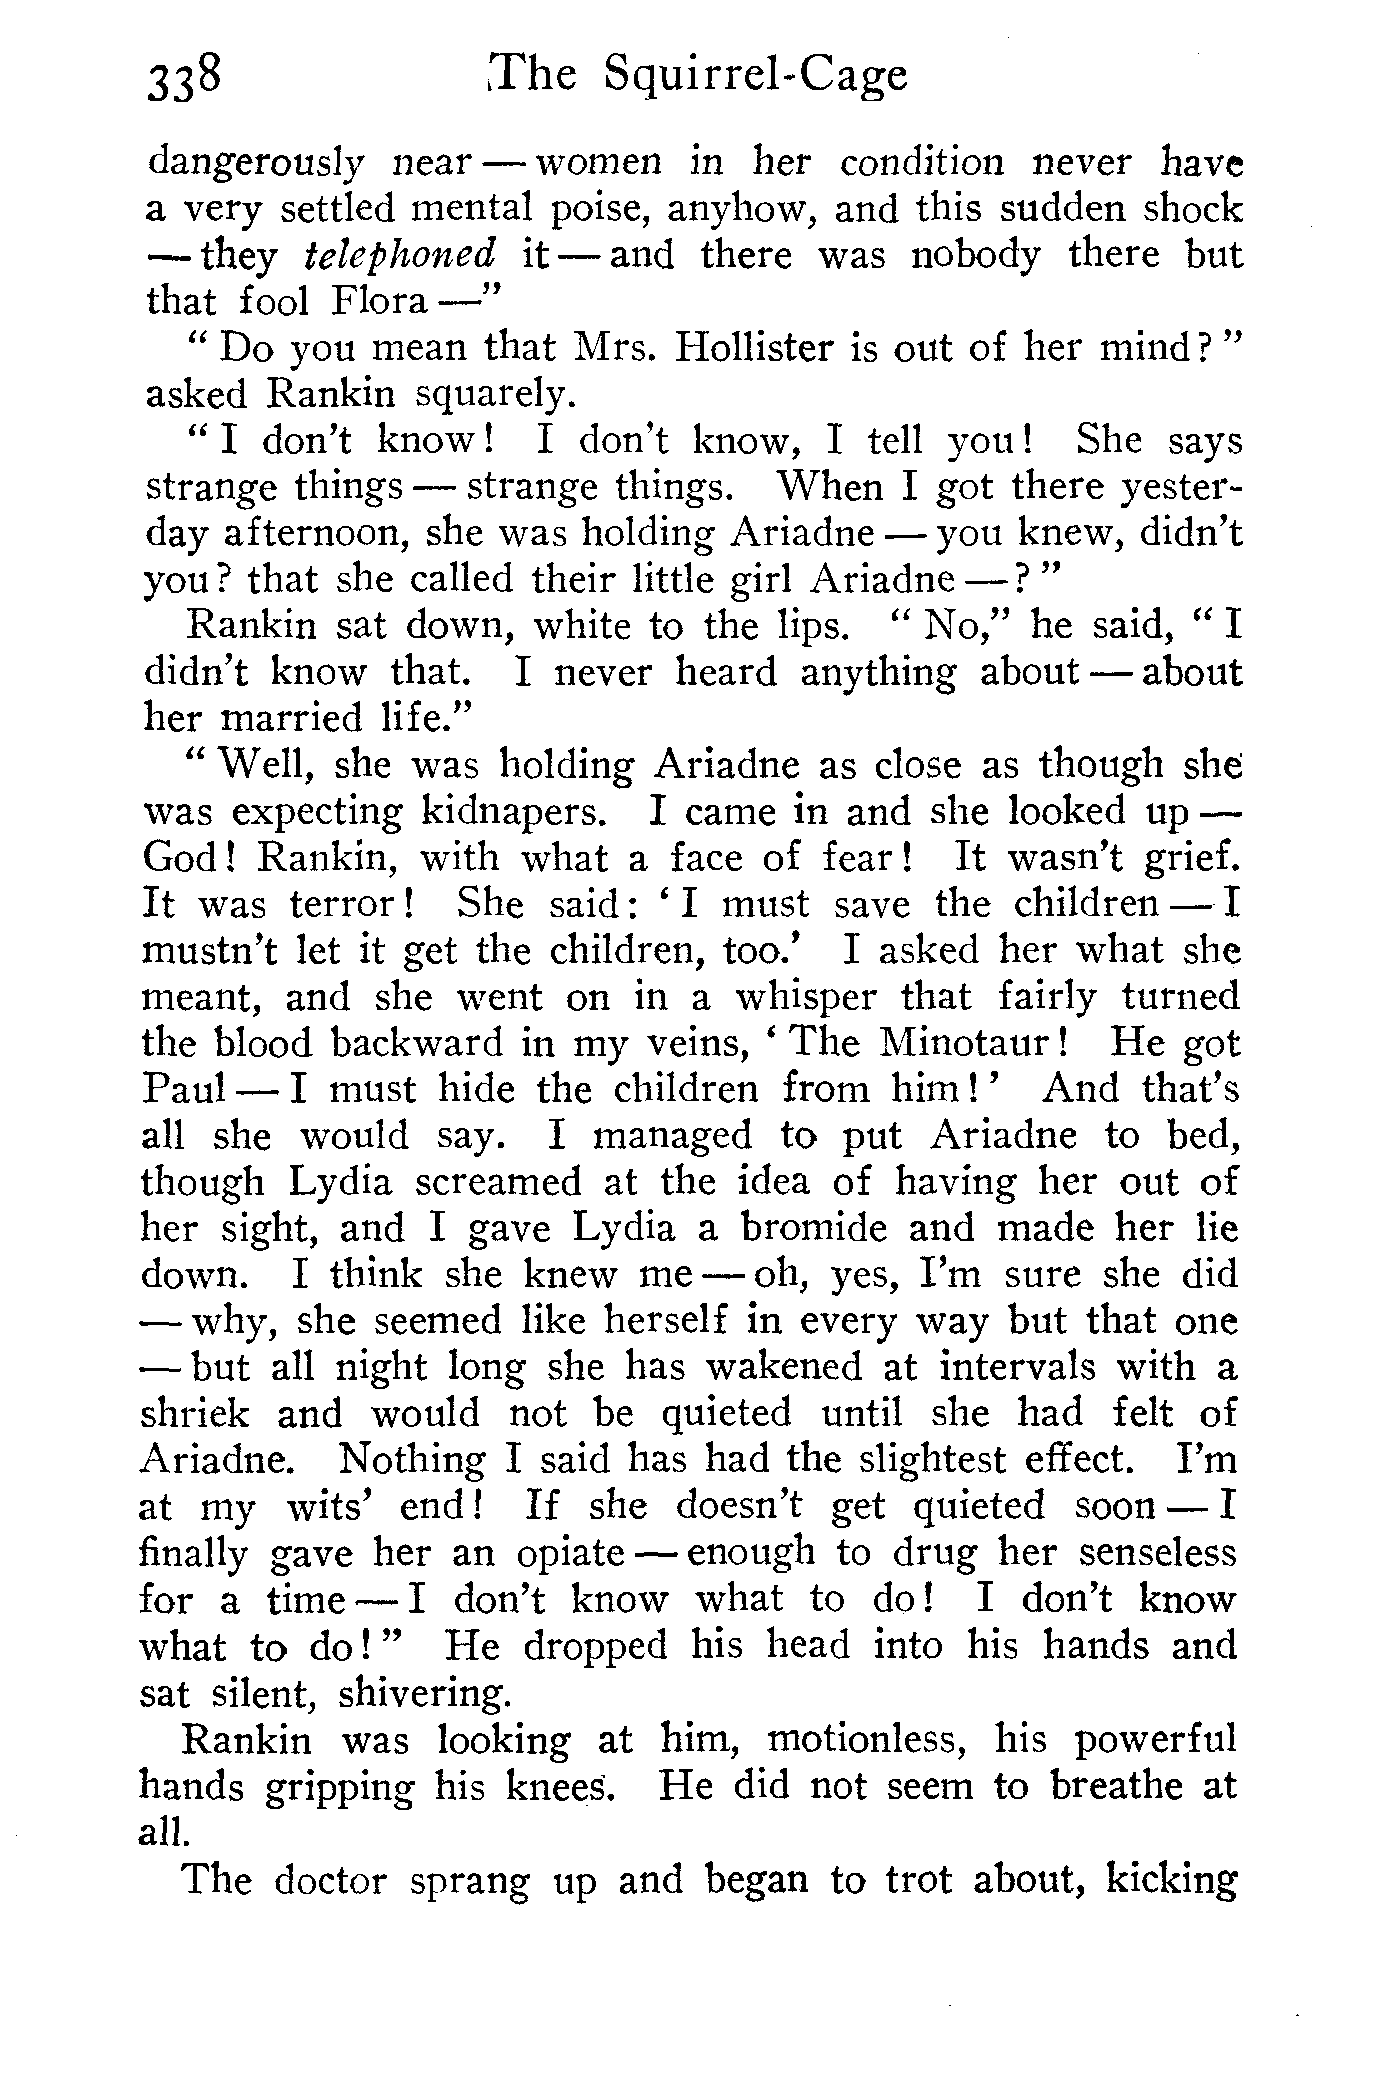 338 The Squirrel-Cage
dangerously near — women in her condition never have
a very settled mental poise, anyhow, and this sudden shock
— they telephoned it — and there was nobody there but
that fool Flora —"
" Do you mean that Mrs. Hollister is out of her mind? "
asked Rankin squarely.
" I don't know! I don't know, I tell you! She says
strange things — strange things. When I got there yester-
day afternoon, she was holding Ariadne — you knew, didn't
you? that she called their little girl Ariadne —? "
Rankin sat down, white to the lips. " No," he said, " I
didn't know that. I never heard anything about — about
her married life."
" Well, she was holding Ariadne as close as though she
was expecting kidnapers. I came in and she looked up —
God! Rankin, with what a face of fear! It wasn't grief.
It was terror! She said: ' I must save the children — I
mustn't let it get the children, too.' I asked her what she
meant, and she went on in a whisper that fairly turned
the blood backward in my veins, ' The Minotaur! He got
Paul — I must hide the children from him! ' And that's
all she would say. I managed to put Ariadne to bed,
though Lydia screamed at the idea of having her out of
her sight, and I gave Lydia a bromide and made her lie
down. I think she knew me — oh, yes, I'm sure she did
— why, she seemed like herself in every way but that one
— but all night long she has wakened at intervals with a
shriek and would not be quieted until she had felt of
Ariadne. Nothing I said has had the slightest effect. I'm
at my wits' end! If she doesn't get quieted soon — I
finally gave her an opiate — enough to drug her senseless
for a time — I don't know what to do! I don't know
what to do! " He dropped his head into his hands and
sat silent, shivering.
Rankin was looking at him, motionless, his powerful
hands gripping his knees. He did not seem to breathe at
all.
The doctor sprang up and began to trot about, kicking